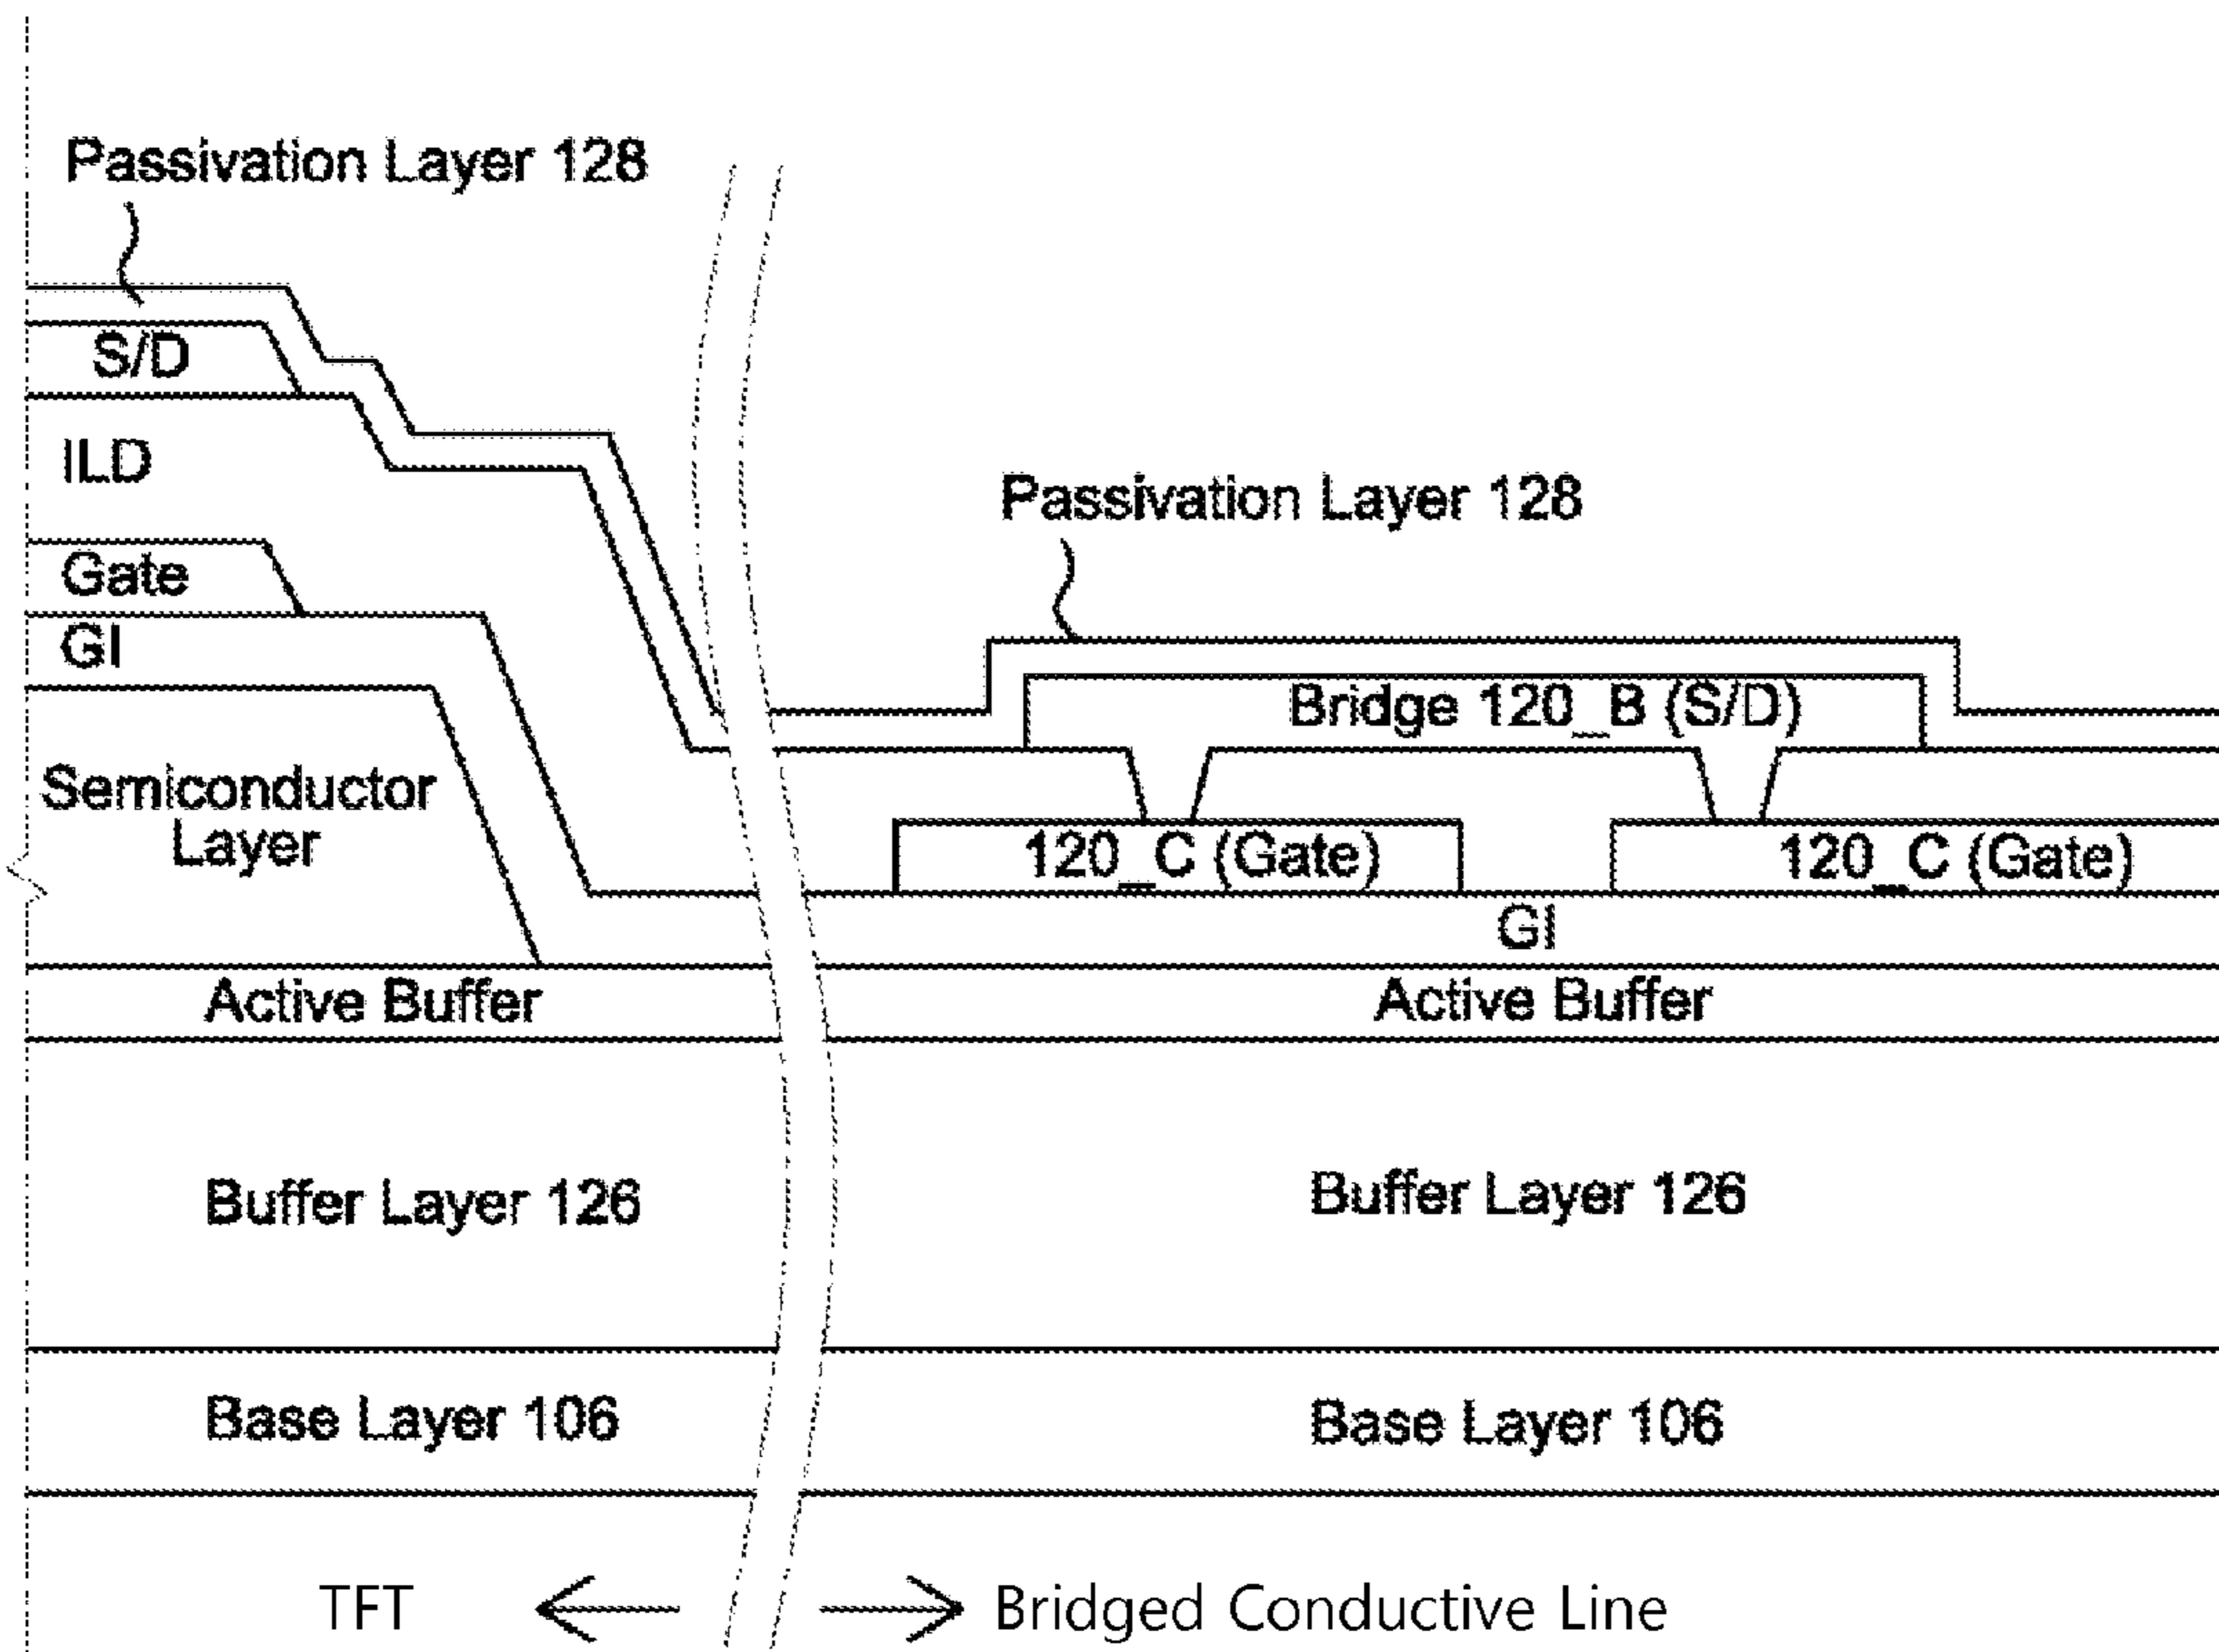 Passivation Layer 128
S/D
ILD
Gate
GI
Semiconductor
Layer
Active Buffer
Buffer Layer 126
Base Layer 106
TFT
Passivation Layer 128
Bridge 120_B (S/D)
120_C (Gate)
120_C (Gate)
GI
Active Buffer
Buffer Layer 126
Base Layer 106
Bridged Conductive Line